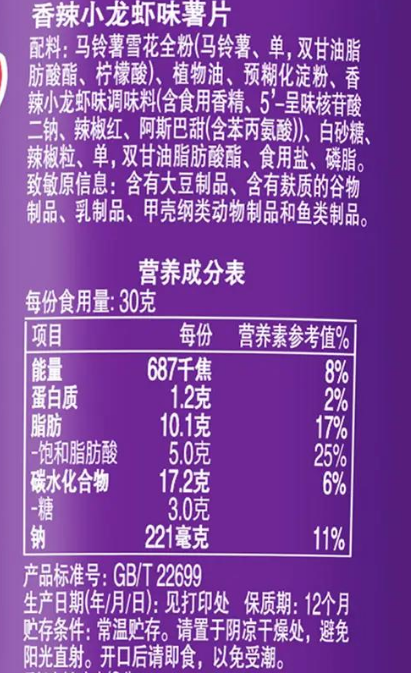 香辣小龙虾味薯片
配料: 马铃薯雪花全粉(马铃薯、单, 双甘油脂
肪酸酯、柠檬酸)、植物油、预糊化淀粉、香
辣小龙虾味调味料(含食用香精、5'-呈味核苷酸
二钠、辣椒红、阿斯巴甜(含苯丙氨酸))、白砂糖、
辣椒粒、单, 双甘油脂肪酸酯、食用盐、磷脂。
致敏原信息: 含有大豆制品、含有麸质的谷物
制品、乳制品、甲壳纲类动物制品和鱼类制品。
营养成分表
每份食用量: 30克
项目 每份 营养素参考值%
能量 687千焦 8%
蛋白质 1.2克 2%
脂肪 10.1克 17%
-饱和脂肪酸 5.0克 25%
碳水化合物 17.2克 6%
-糖 3.0克
钠 221毫克 11%
产品标准号: GB/T 22699
生产日期(年/月/日): 见打印处 保质期: 12个月
贮存条件: 常温贮存。请置于阴凉干燥处, 避免
阳光直射。开口后请即食, 以免受潮。